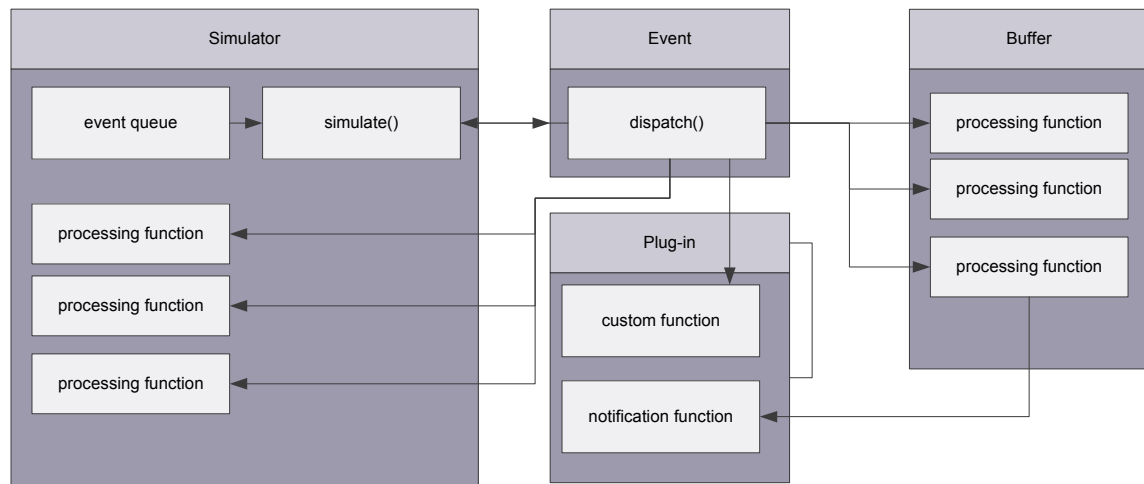 Simulator
event queue
simulate()
processing function
processing function
processing function
Event
dispatch()
Plug-in
custom function
notification function
Buffer
processing function
processing function
processing function